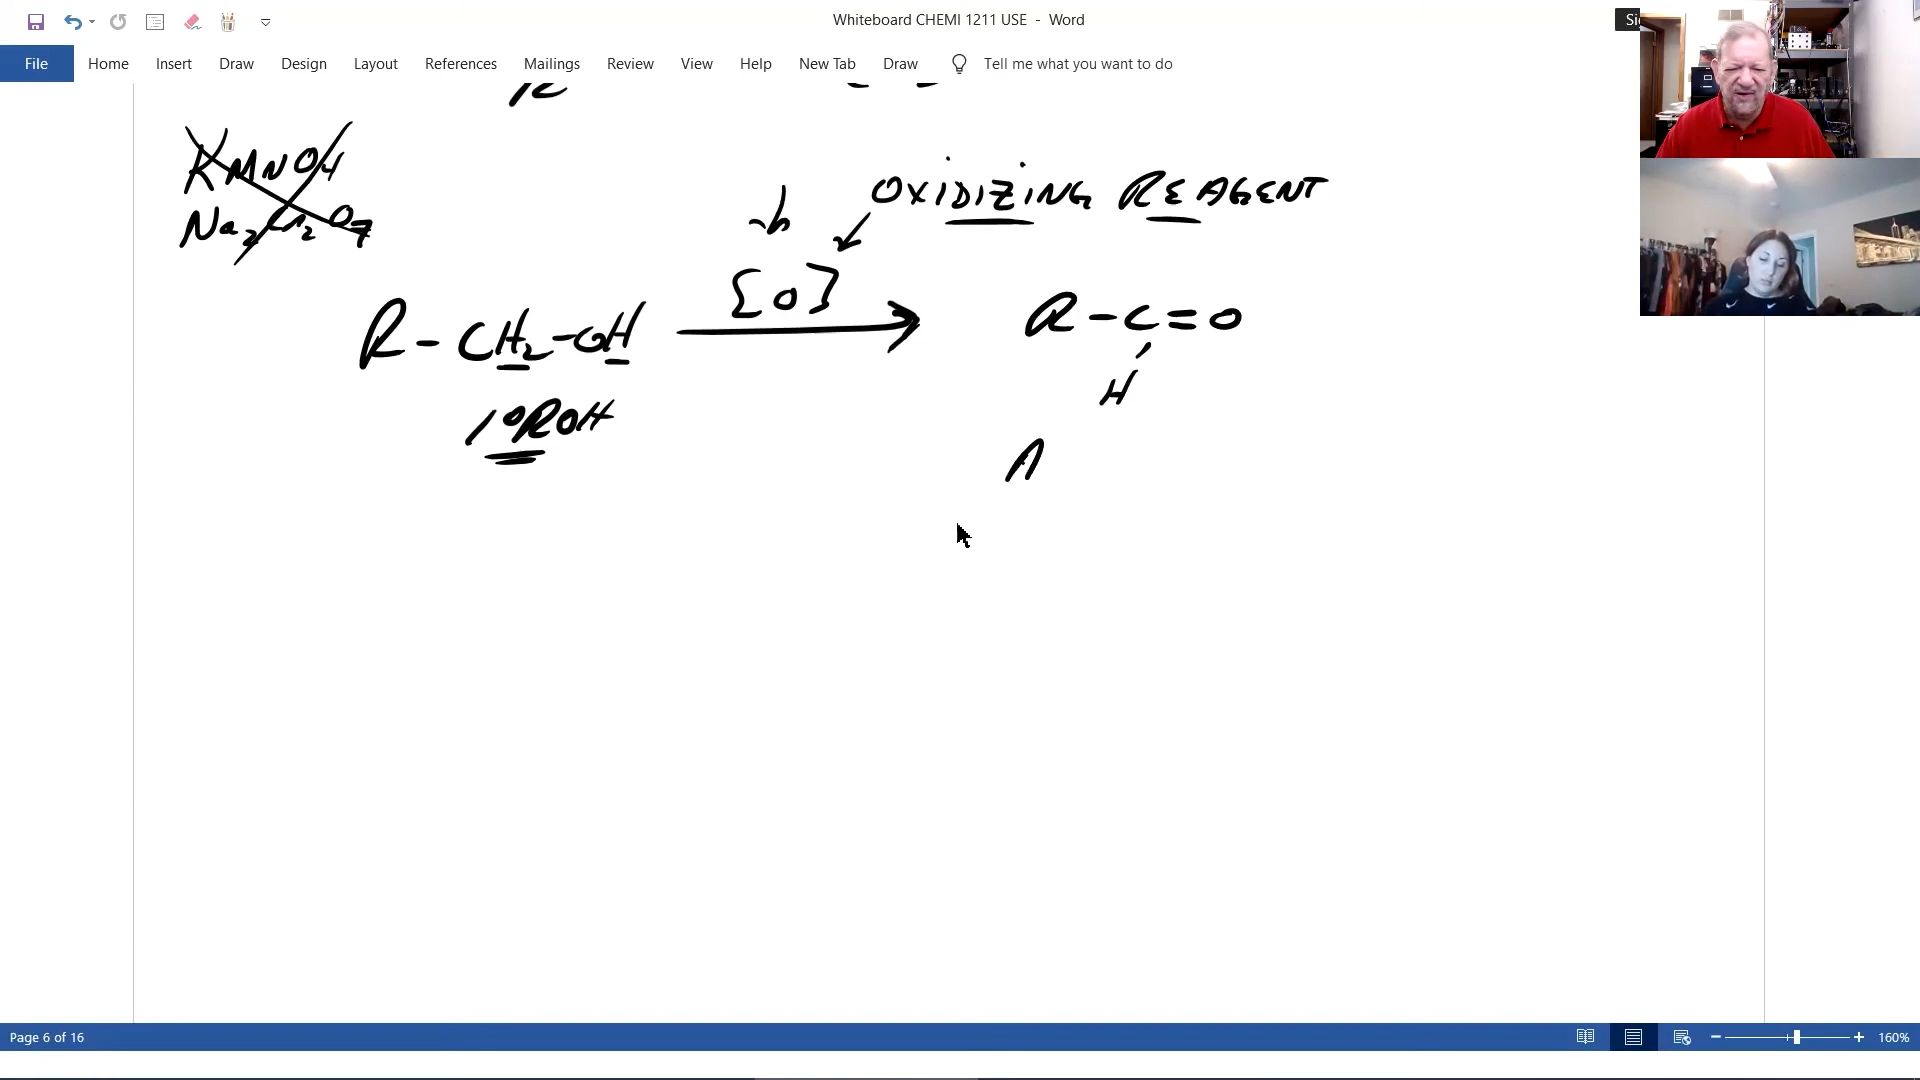 Whiteboard CHEMI 1211 USE - Word
File Home Insert Draw Design Layout References Mailings Review View Help New Tab Draw Tell me what you want to do
KMNO4
Na2Cr2O7
OXIDIZING REAGENT
[O]
R-CH2-OH
R-C=O
H
1°ROH
A
Page 6 of 16
160%